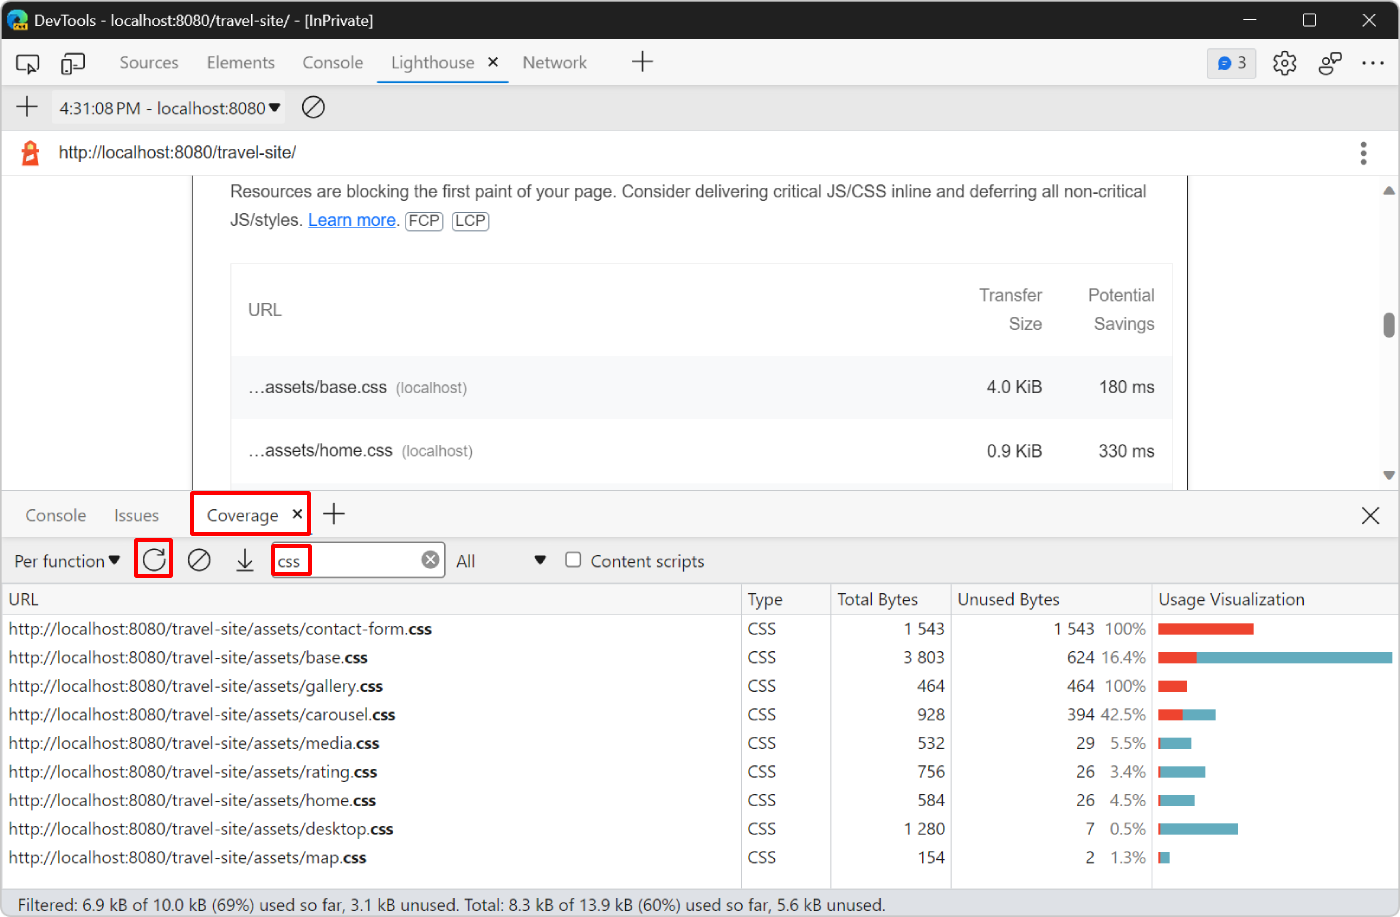 DevTools - localhost:8080/travel-site/ - [InPrivate]
Sources Elements Console Lighthouse Network 3
4:31:08 PM - localhost:8080
http://localhost:8080/travel-site/
Resources are blocking the first paint of your page. Consider delivering critical JS/CSS inline and deferring all non-critical
JS/styles. Learn more. FCP LCP
URL Transfer Size Potential Savings
…assets/base.css (localhost) 4.0 KiB 180 ms
…assets/home.css (localhost) 0.9 KiB 330 ms
Console Issues Coverage
Per function css All Content scripts
URL Type Total Bytes Unused Bytes Usage Visualization
http://localhost:8080/travel-site/assets/contact-form.css CSS 1 543 1 543 100%
http://localhost:8080/travel-site/assets/base.css CSS 3 803 624 16.4%
http://localhost:8080/travel-site/assets/gallery.css CSS 464 464 100%
http://localhost:8080/travel-site/assets/carousel.css CSS 928 394 42.5%
http://localhost:8080/travel-site/assets/media.css CSS 532 29 5.5%
http://localhost:8080/travel-site/assets/rating.css CSS 756 26 3.4%
http://localhost:8080/travel-site/assets/home.css CSS 584 26 4.5%
http://localhost:8080/travel-site/assets/desktop.css CSS 1 280 7 0.5%
http://localhost:8080/travel-site/assets/map.css CSS 154 2 1.3%
Filtered: 6.9 kB of 10.0 kB (69%) used so far, 3.1 kB unused. Total: 8.3 kB of 13.9 kB (60%) used so far, 5.6 kB unused.